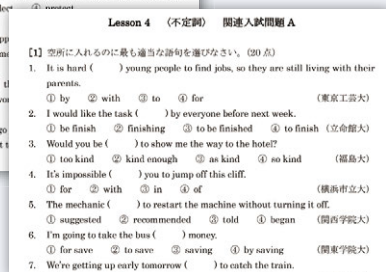 lect ④ protect
Lesson 4 〈不定詞〉 関連入試問題 A
[1] 空所に入れるのに最も適当な語句を選びなさい。(20 点)
1. It is hard ( ) young people to find jobs, so they are still living with their
parents.
① by ② with ③ to ④ for (東京工芸大)
2. I would like the task ( ) by everyone before next week.
① be finish ② finishing ③ to be finished ④ to finish (立命館大)
3. Would you be ( ) to show me the way to the hotel?
① too kind ② kind enough ③ as kind ④ so kind (福島大)
4. It's impossible ( ) you to jump off this cliff.
① for ② with ③ in ④ of (横浜市立大)
5. The mechanic ( ) to restart the machine without turning it off.
① suggested ② recommended ③ told ④ began (関西学院大)
6. I'm going to take the bus ( ) money.
① for save ② to save ③ saving ④ by saving (関東学院大)
7. We're getting up early tomorrow ( ) to catch the train.